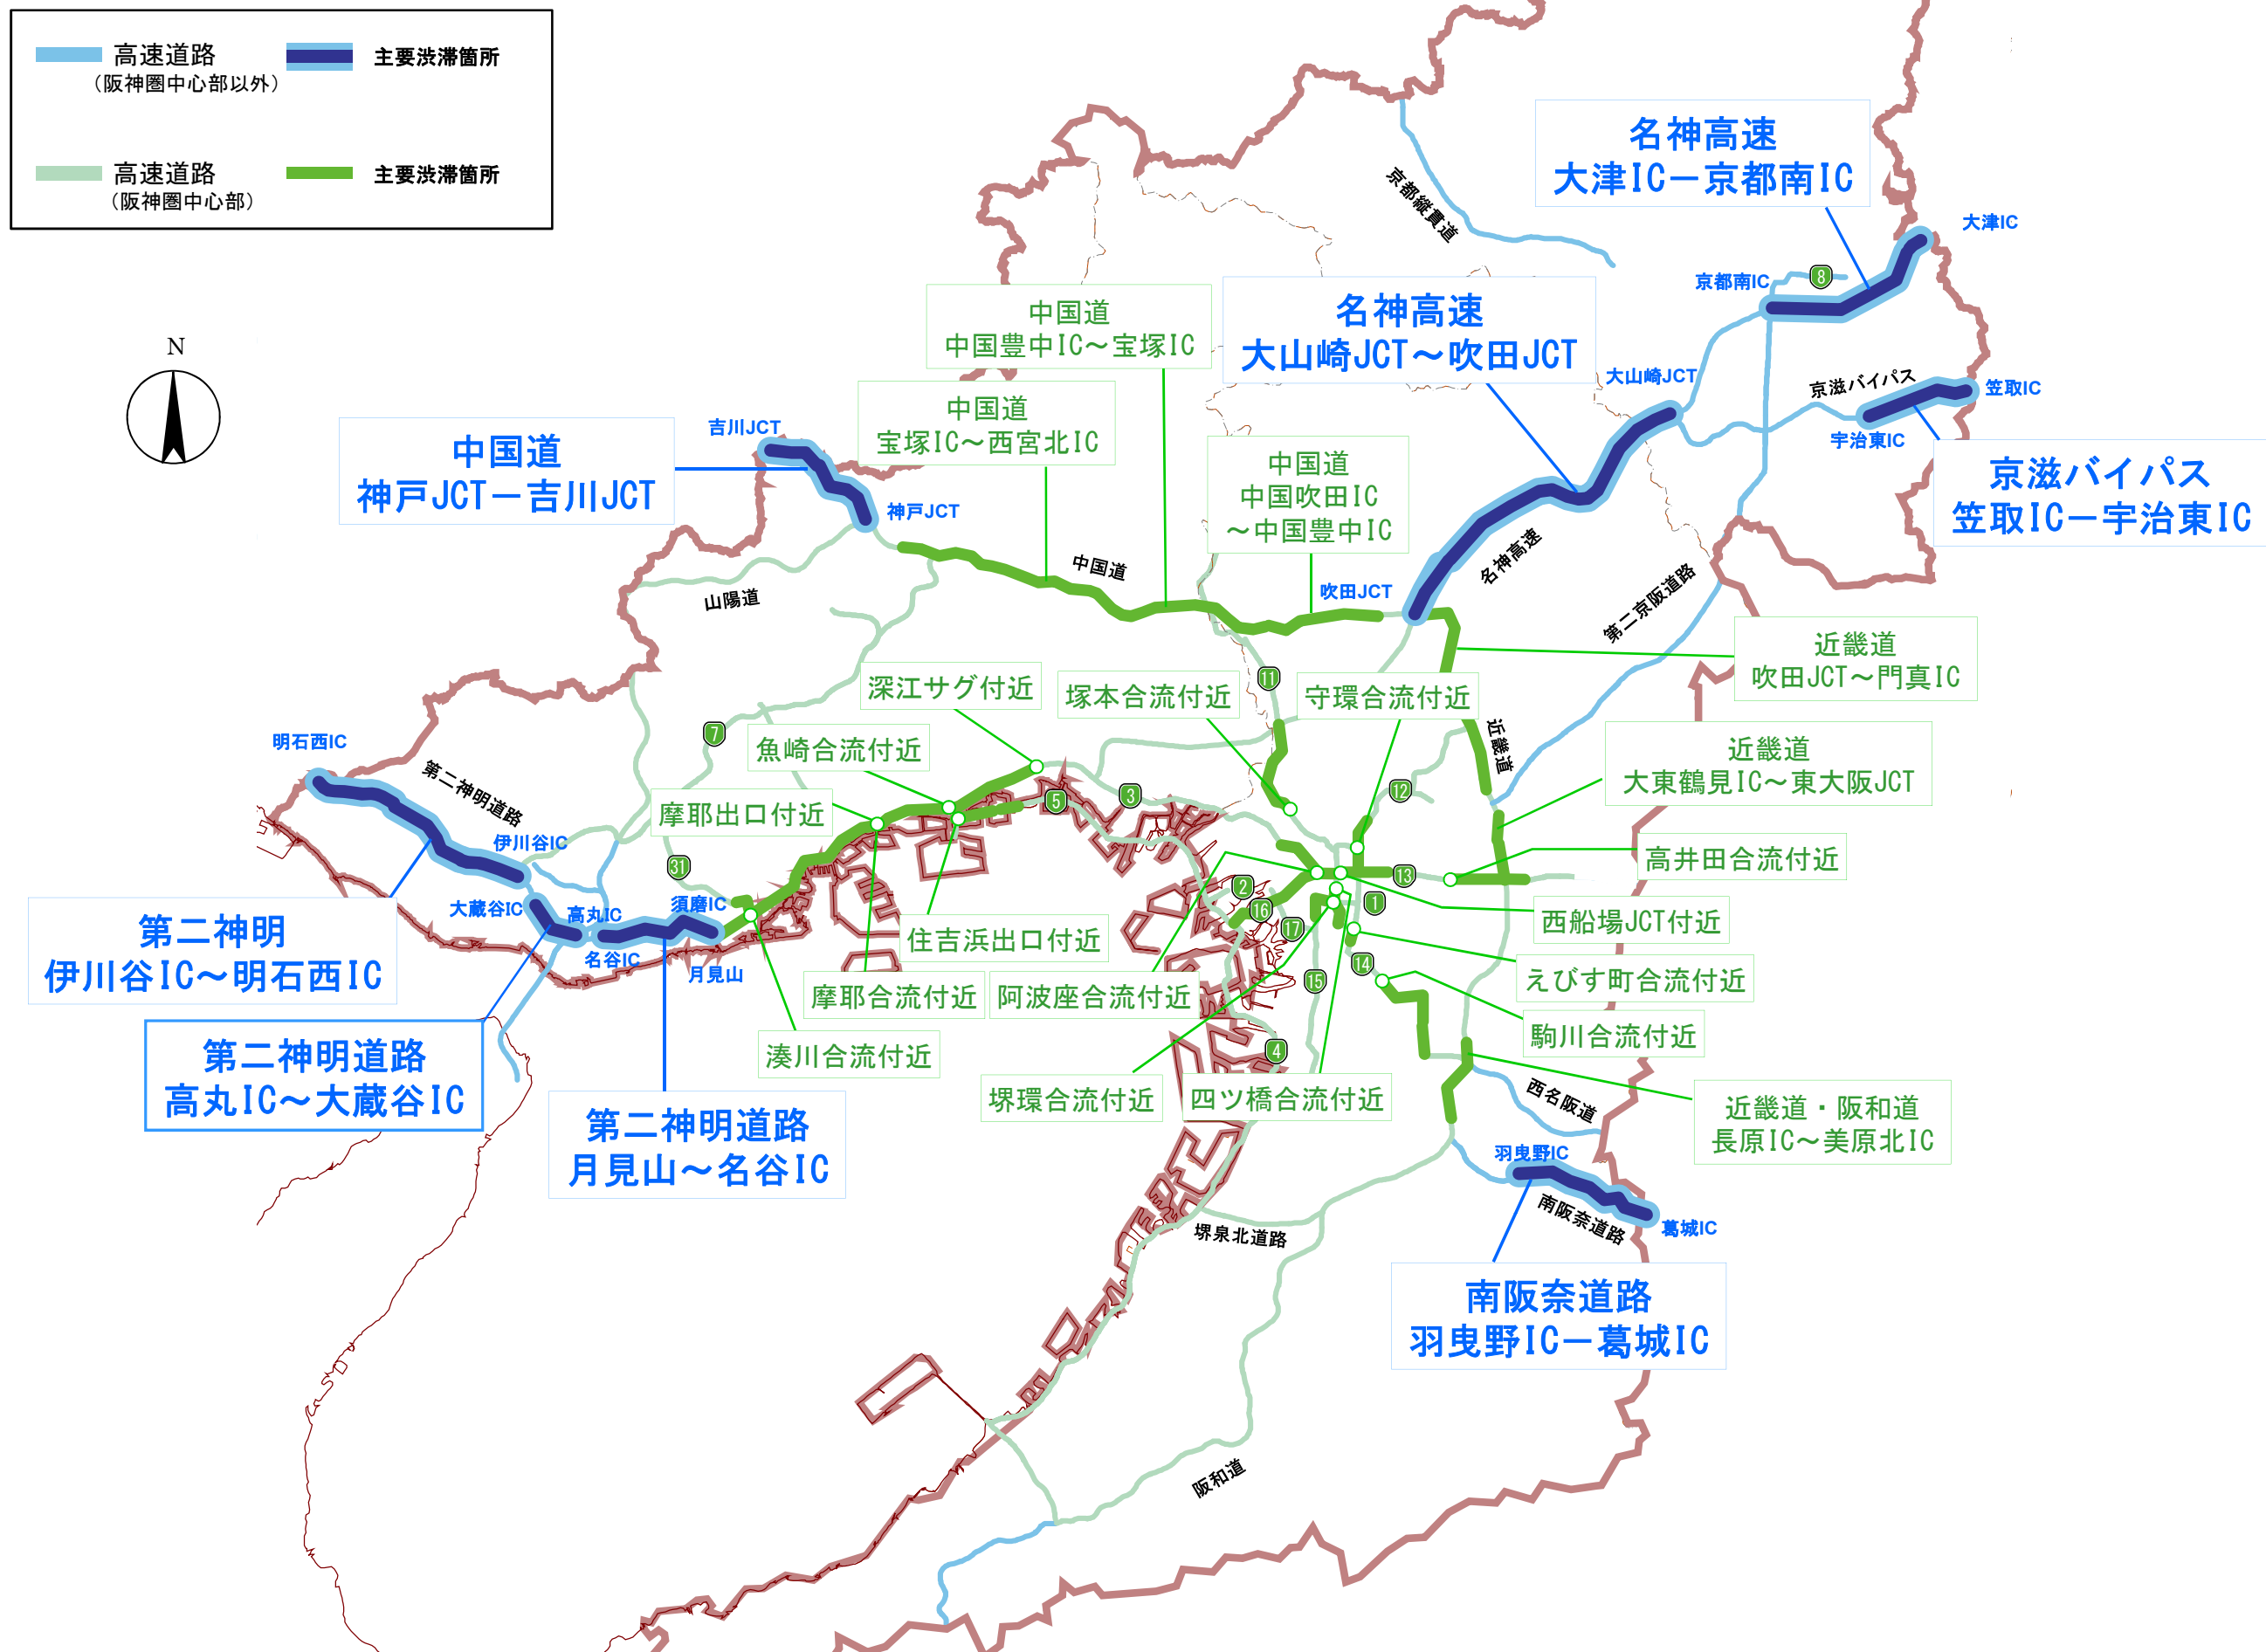 高速道路
（阪神圏中心部以外）
主要渋滞箇所
高速道路
（阪神圏中心部）
主要渋滞箇所
N
名神高速
大津IC－京都南IC
京都縦貫道
大津IC
京都南IC
8
中国道
中国豊中IC～宝塚IC
名神高速
大山崎JCT～吹田JCT
大山崎JCT
京滋バイパス
笠取IC
宇治東IC
中国道
宝塚IC～西宮北IC
吉川JCT
中国道
神戸JCT－吉川JCT
神戸JCT
中国道
中国吹田IC
～中国豊中IC
京滋バイパス
笠取IC－宇治東IC
中国道
名神高速
吹田JCT
第二京阪道路
山陽道
近畿道
吹田JCT～門真IC
深江サグ付近
塚本合流付近
11
守環合流付近
7
魚崎合流付近
近畿道
近畿道
大東鶴見IC～東大阪JCT
明石西IC
第二神明道路
摩耶出口付近
5
3
12
伊川谷IC
31
高井田合流付近
13
2
16
1
17
大蔵谷IC
高丸IC
須磨IC
西船場JCT付近
第二神明
伊川谷IC～明石西IC
名谷IC
月見山
住吉浜出口付近
14
15
えびす町合流付近
摩耶合流付近
阿波座合流付近
駒川合流付近
第二神明道路
高丸IC～大蔵谷IC
湊川合流付近
4
堺環合流付近
四ツ橋合流付近
西名阪道
近畿道・阪和道
長原IC～美原北IC
第二神明道路
月見山～名谷IC
羽曳野IC
南阪奈道路
葛城IC
堺泉北道路
南阪奈道路
羽曳野IC－葛城IC
阪和道